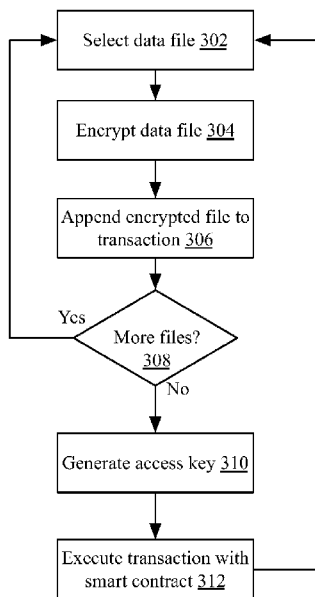 Select data file 302
Encrypt data file 304
Append encrypted file to
transaction 306
Yes
More files?
308
No
Generate access key 310
Execute transaction with
smart contract 312